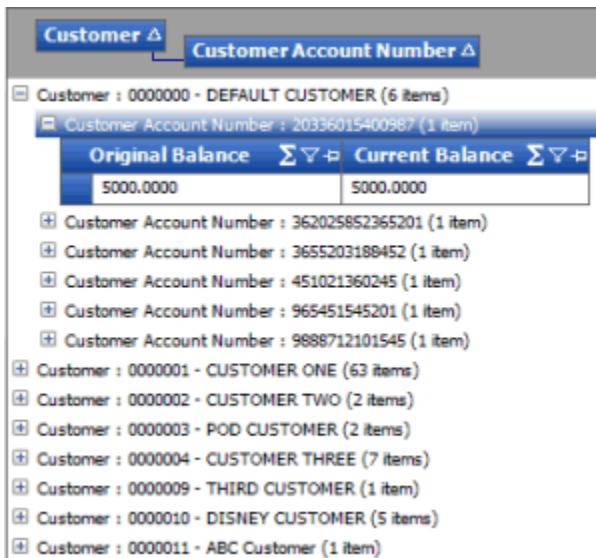 Customer
Customer Account Number
Customer : 0000000 - DEFAULT CUSTOMER (6 items)
Customer Account Number : 20336015400987 (1 item)
Original Balance Σ Current Balance Σ
5000.0000 5000.0000
Customer Account Number : 362025852365201 (1 item)
Customer Account Number : 3655203188452 (1 item)
Customer Account Number : 451021360245 (1 item)
Customer Account Number : 965451545201 (1 item)
Customer Account Number : 9888712101545 (1 item)
Customer : 0000001 - CUSTOMER ONE (63 items)
Customer : 0000002 - CUSTOMER TWO (2 items)
Customer : 0000003 - POD CUSTOMER (2 items)
Customer : 0000004 - CUSTOMER THREE (7 items)
Customer : 0000009 - THIRD CUSTOMER (1 item)
Customer : 0000010 - DISNEY CUSTOMER (5 items)
Customer : 0000011 - ABC Customer (1 item)